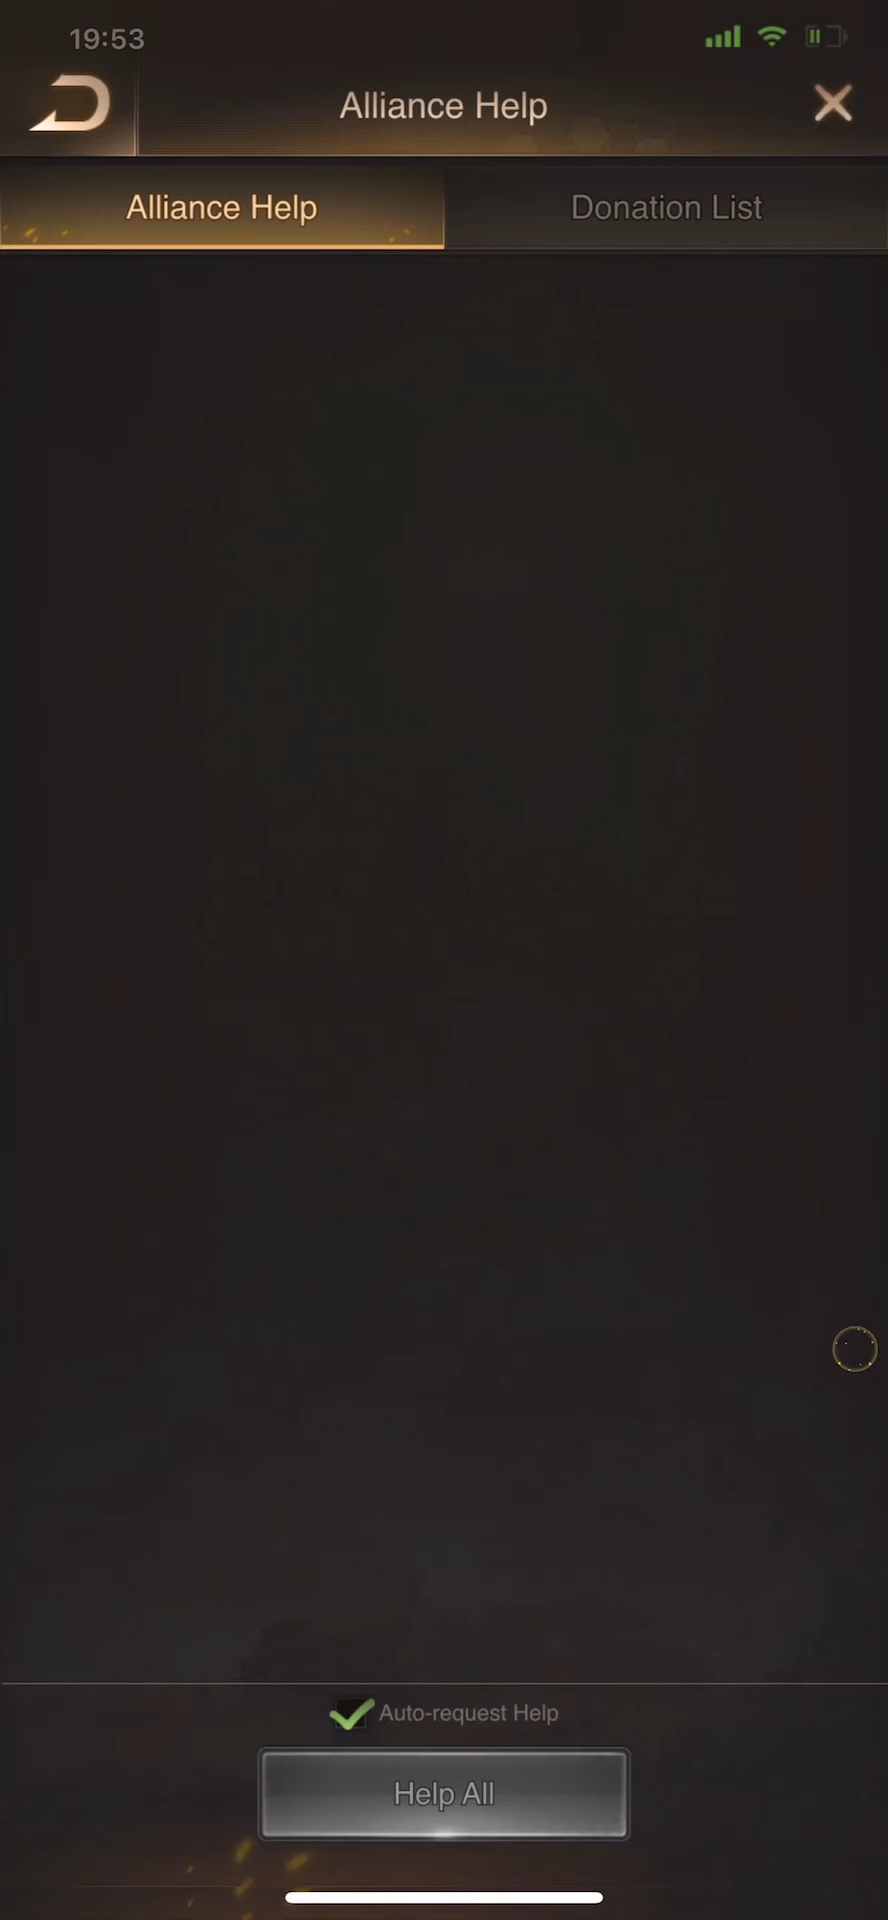 19:53
Alliance Help
Alliance Help
Donation List
Auto-request Help
Help All